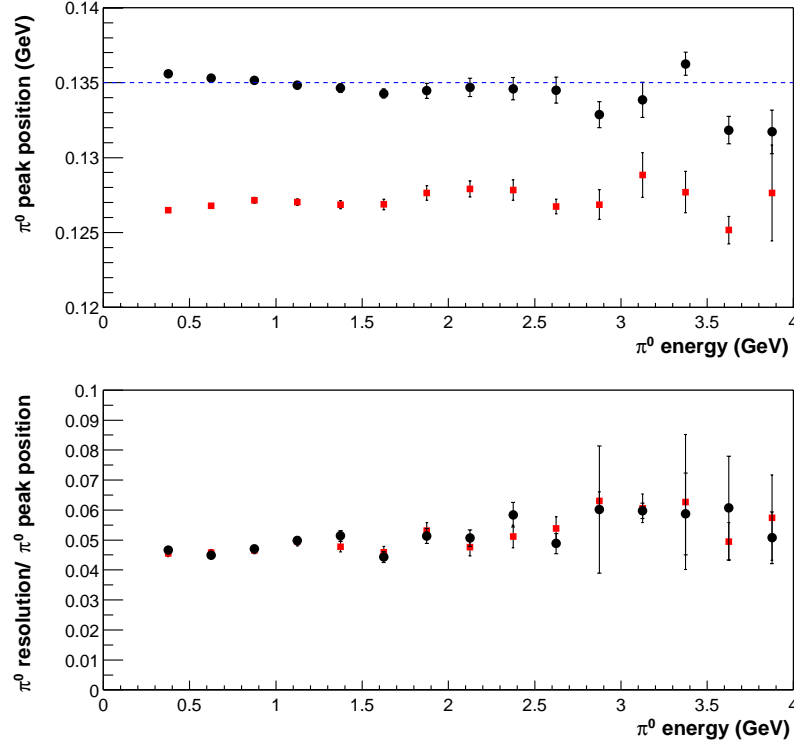 0.14
0.135
0.13
0.125
0.12
π⁰ peak position (GeV)
0 0.5 1 1.5 2 2.5 3 3.5 4
π⁰ energy (GeV)
0.1
0.09
0.08
0.07
0.06
0.05
0.04
0.03
0.02
0.01
0
π⁰ resolution/ π⁰ peak position
0 0.5 1 1.5 2 2.5 3 3.5 4
π⁰ energy (GeV)